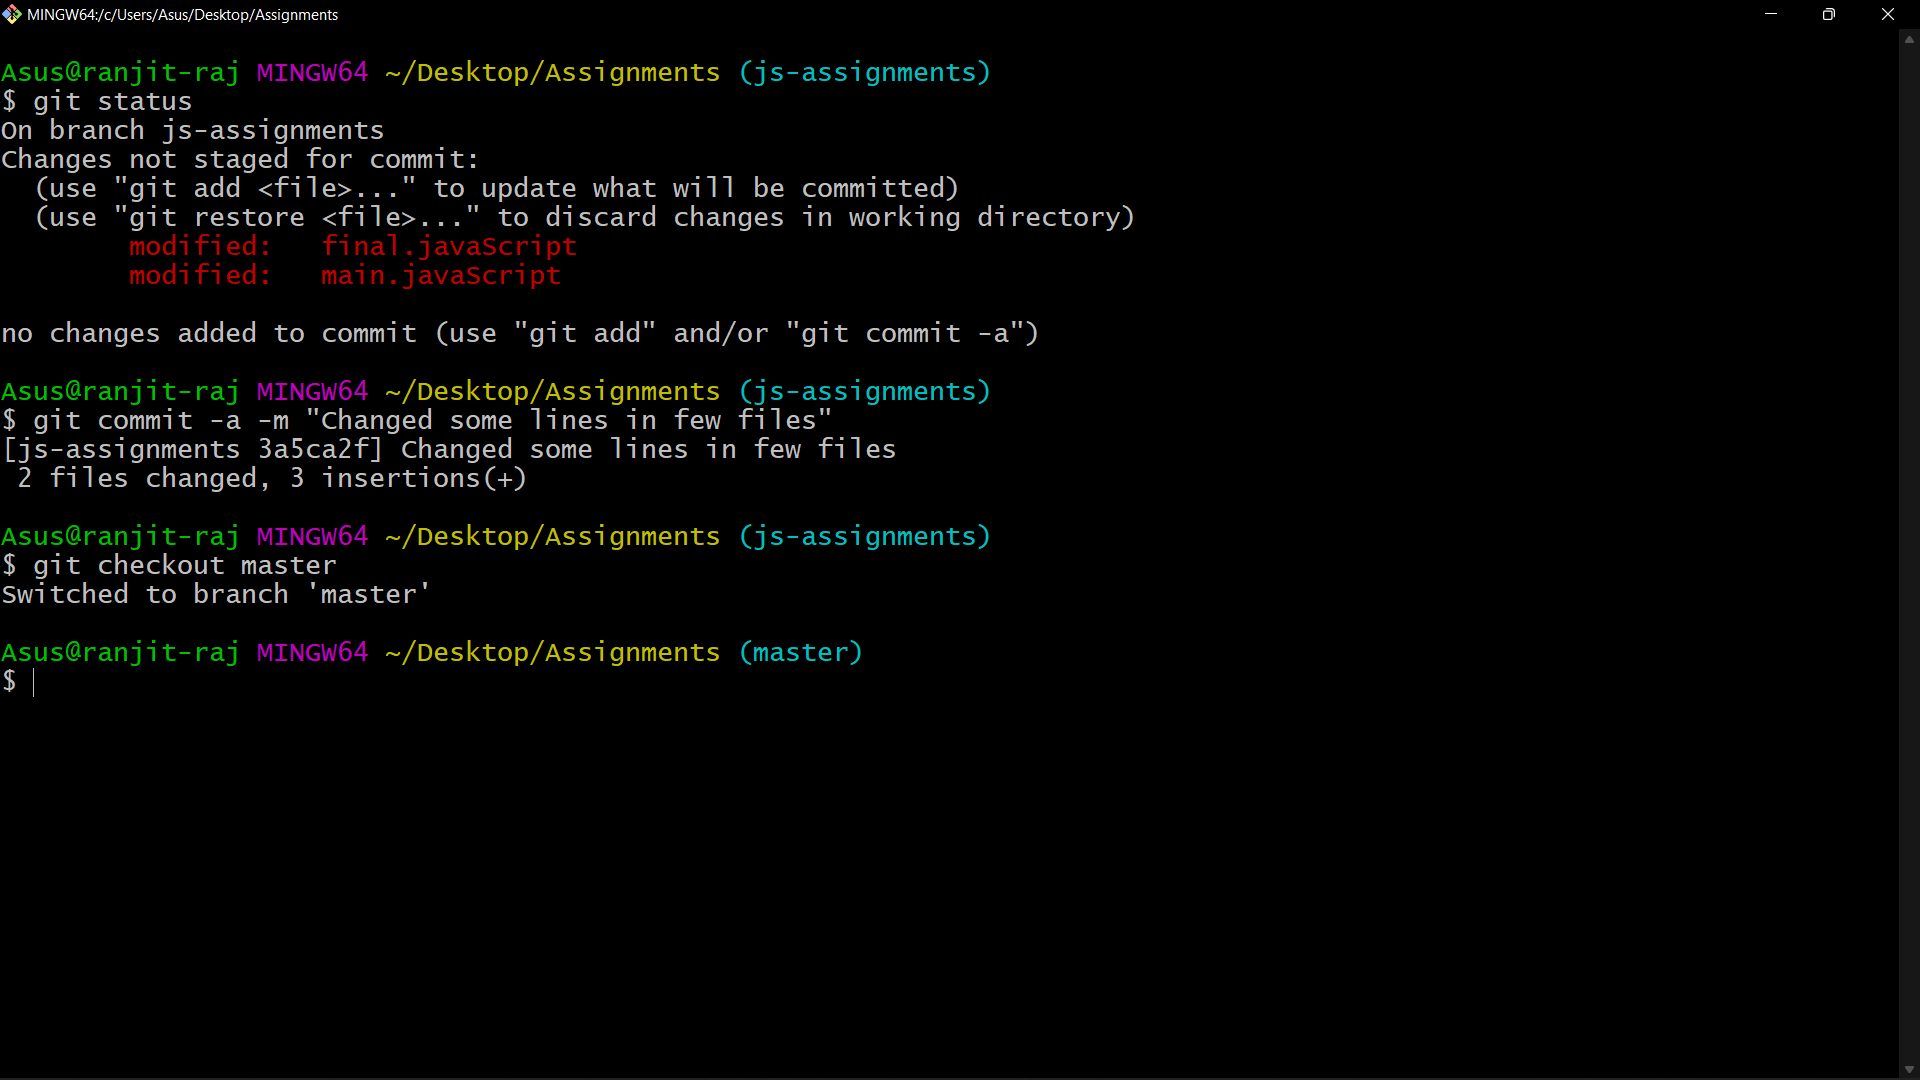 MINGW64:/c/Users/Asus/Desktop/Assignments
Asus@ranjit-raj MINGW64 ~/Desktop/Assignments (js-assignments)
$ git status
On branch js-assignments
Changes not staged for commit:
  (use "git add <file>..." to update what will be committed)
  (use "git restore <file>..." to discard changes in working directory)
        modified:   final.javaScript
        modified:   main.javaScript
no changes added to commit (use "git add" and/or "git commit -a")
Asus@ranjit-raj MINGW64 ~/Desktop/Assignments (js-assignments)
$ git commit -a -m "Changed some lines in few files"
[js-assignments 3a5ca2f] Changed some lines in few files
 2 files changed, 3 insertions(+)
Asus@ranjit-raj MINGW64 ~/Desktop/Assignments (js-assignments)
$ git checkout master
Switched to branch 'master'
Asus@ranjit-raj MINGW64 ~/Desktop/Assignments (master)
$